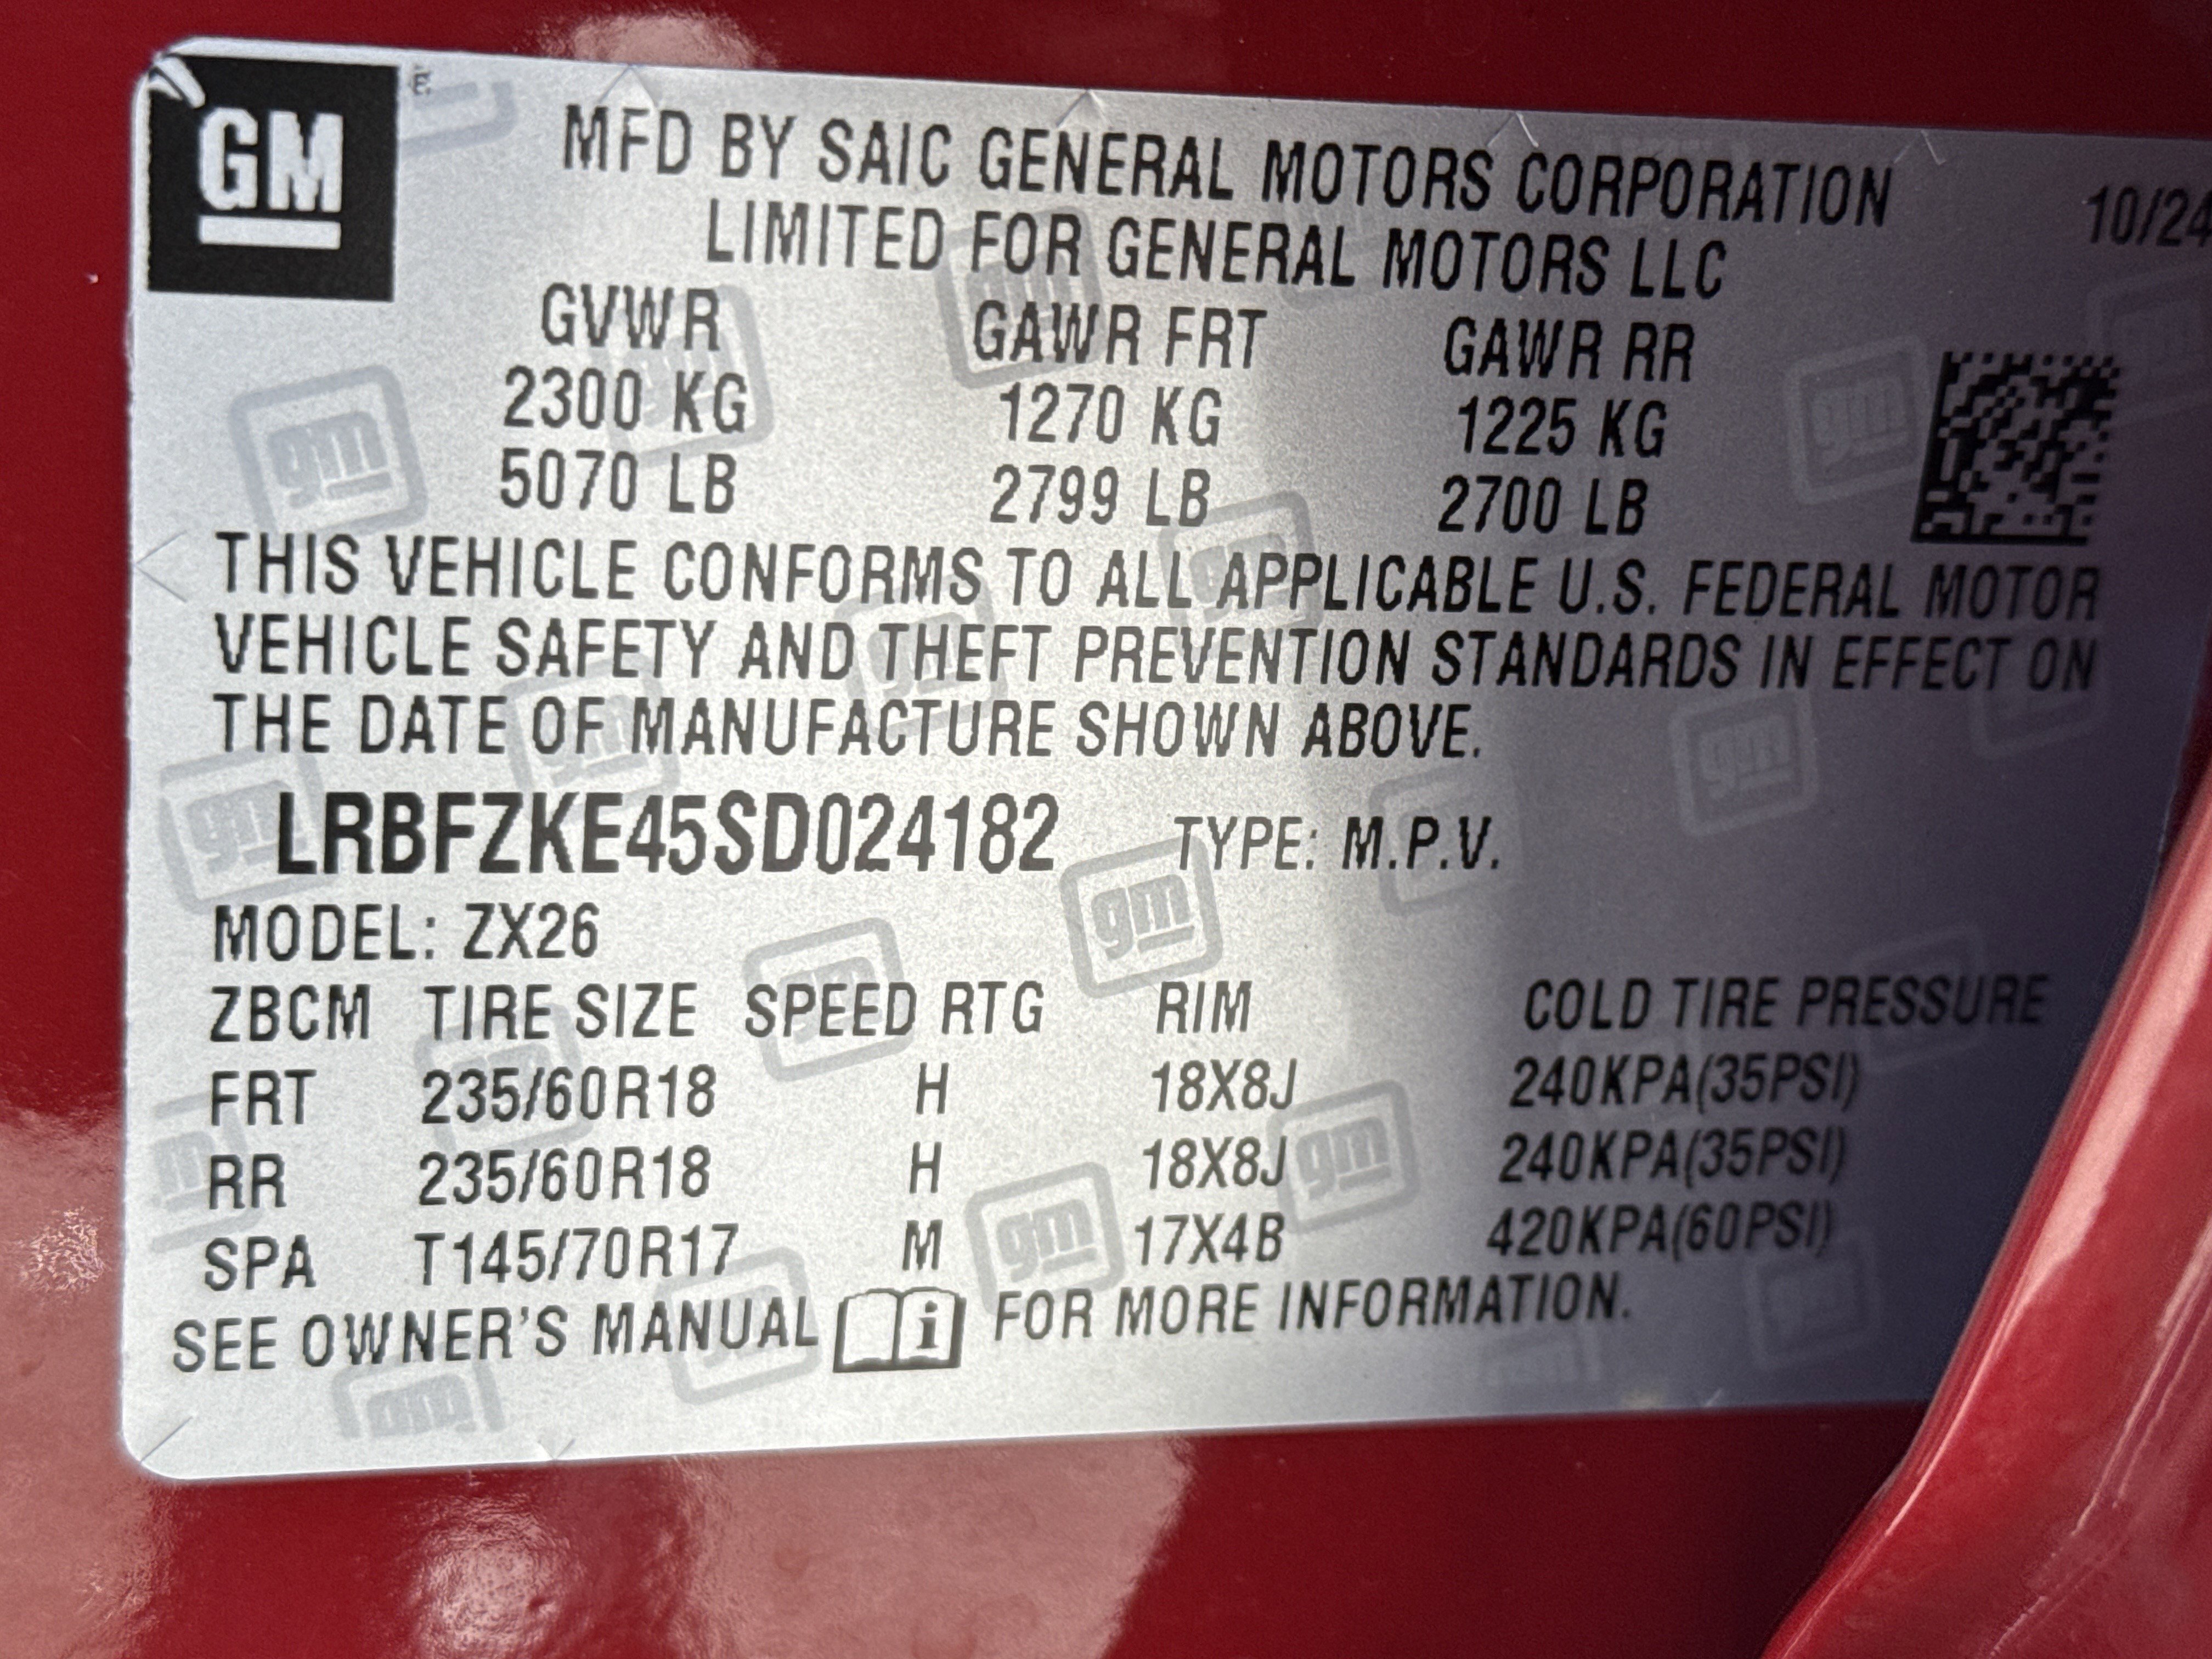 GM
MFD BY SAIC GENERAL MOTORS CORPORATION
LIMITED FOR GENERAL MOTORS LLC
10/24
GVWR GAWR FRT GAWR RR
2300 KG 1270 KG 1225 KG
5070 LB 2799 LB 2700 LB
THIS VEHICLE CONFORMS TO ALL APPLICABLE U.S. FEDERAL MOTOR
VEHICLE SAFETY AND THEFT PREVENTION STANDARDS IN EFFECT ON
THE DATE OF MANUFACTURE SHOWN ABOVE.
LRBFZKE45SD024182 TYPE: M.P.V.
MODEL: ZX26
ZBCM TIRE SIZE SPEED RTG RIM COLD TIRE PRESSURE
FRT 235/60R18 H 18X8J 240KPA(35PSI)
RR 235/60R18 H 18X8J 240KPA(35PSI)
SPA T145/70R17 M 17X4B 420KPA(60PSI)
SEE OWNER'S MANUAL i FOR MORE INFORMATION.